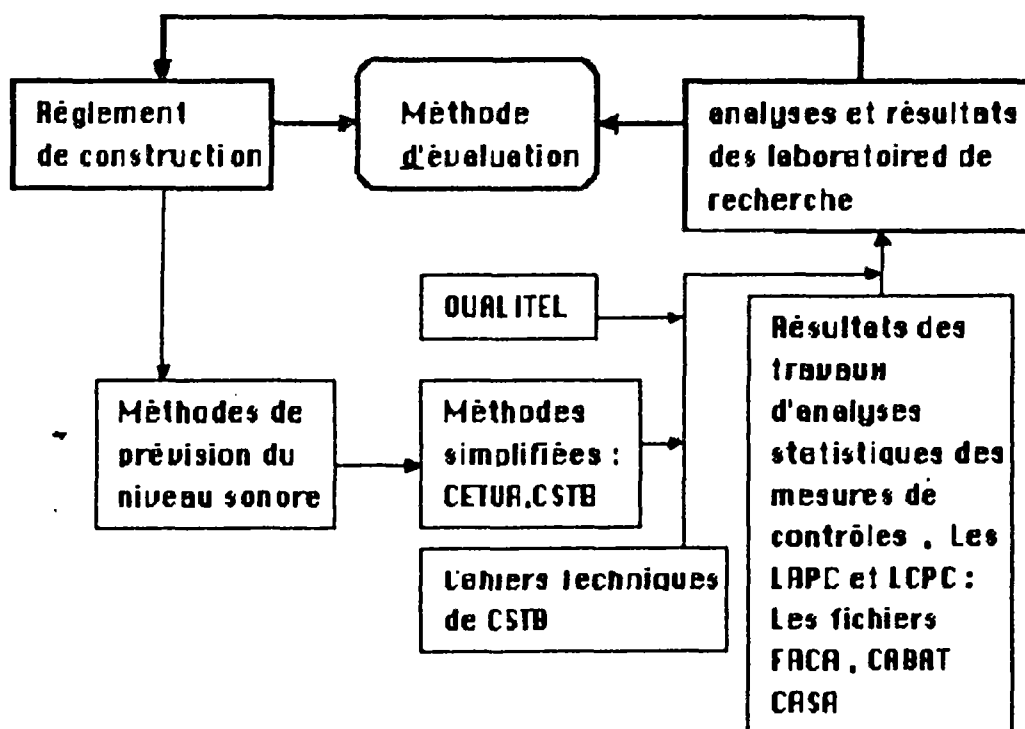 Réglement
de construction
Méthode
d'évaluation
analyses et résultats
des laboratoired de
recherche
QUALITEL
Résultats des
travaux
d'analyses
statistiques des
mesures de
contrôles . Les
LRPC et LCPC :
Les fichiers
FACA , CABAT
CASA
Méthodes de
prévision du
niveau sonore
Méthodes
simplifiées :
CETUR,CSTB
Cahiers techniques
de CSTB